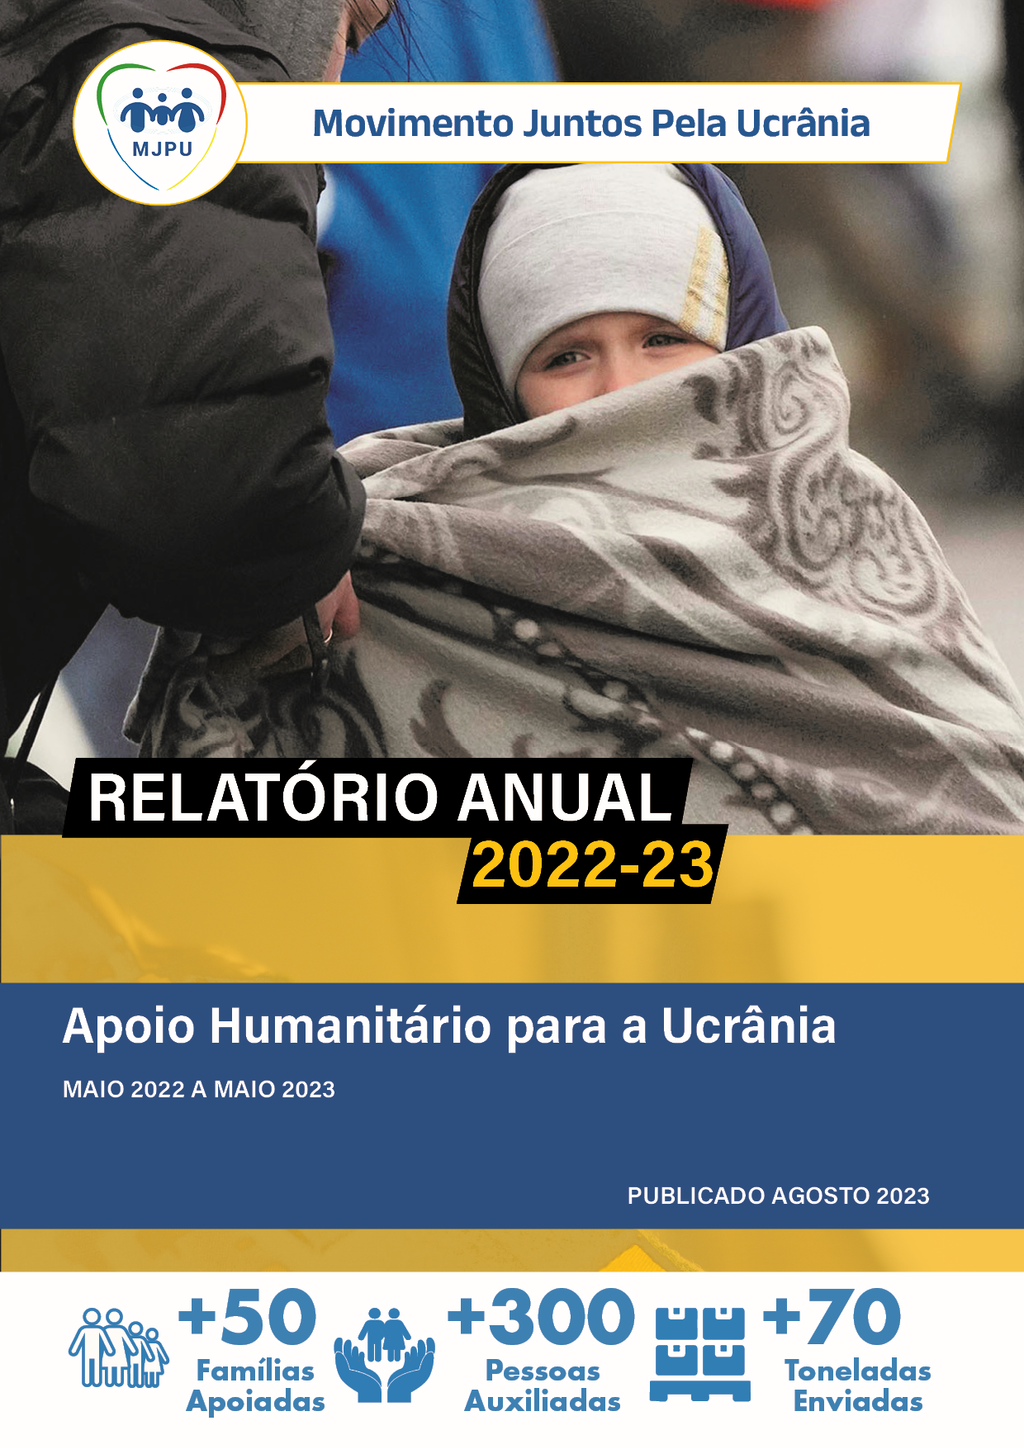 MJPU
Movimento Juntos Pela Ucrânia
RELATÓRIO ANUAL
2022-23
Apoio Humanitário para a Ucrânia
MAIO 2022 A MAIO 2023
PUBLICADO AGOSTO 2023
+50
Famílias
Apoiadas
+300
Pessoas
Auxiliadas
+70
Toneladas
Enviadas